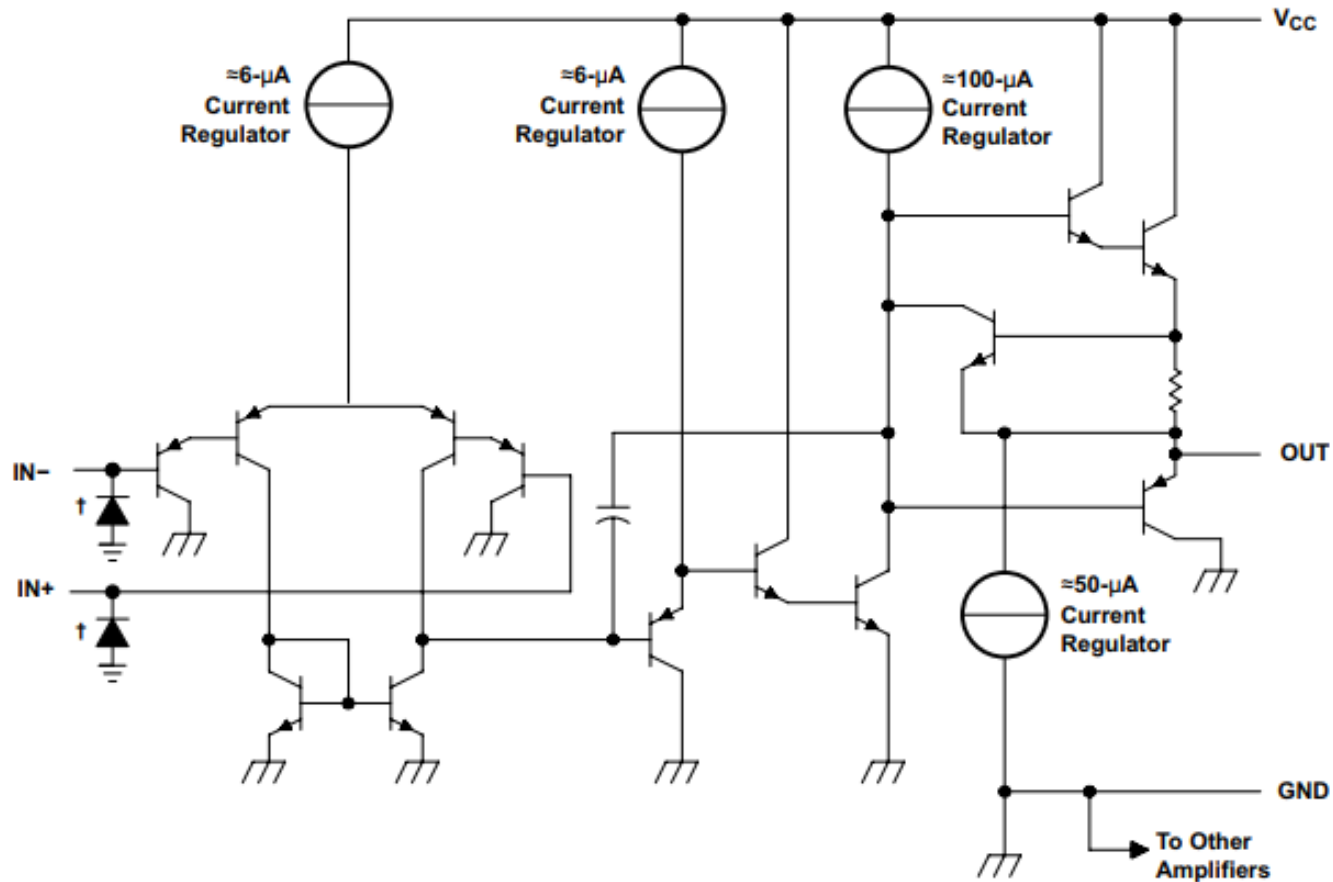 VCC
≈6-µA
Current
Regulator
≈6-µA
Current
Regulator
≈100-µA
Current
Regulator
IN−
†
OUT
IN+
†
≈50-µA
Current
Regulator
GND
To Other
Amplifiers